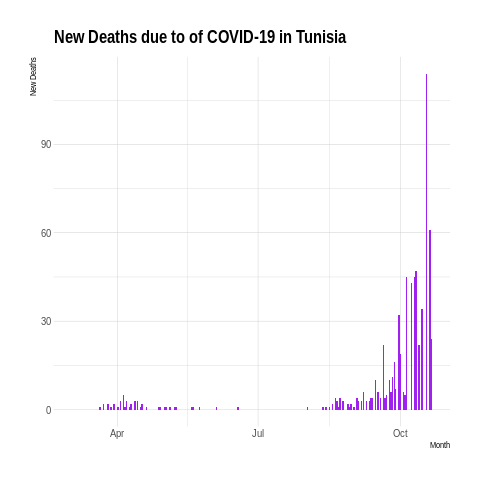 New Deaths due to of COVID-19 in Tunisia
New Deaths
90
60
30
0
Apr Jul Oct
Month